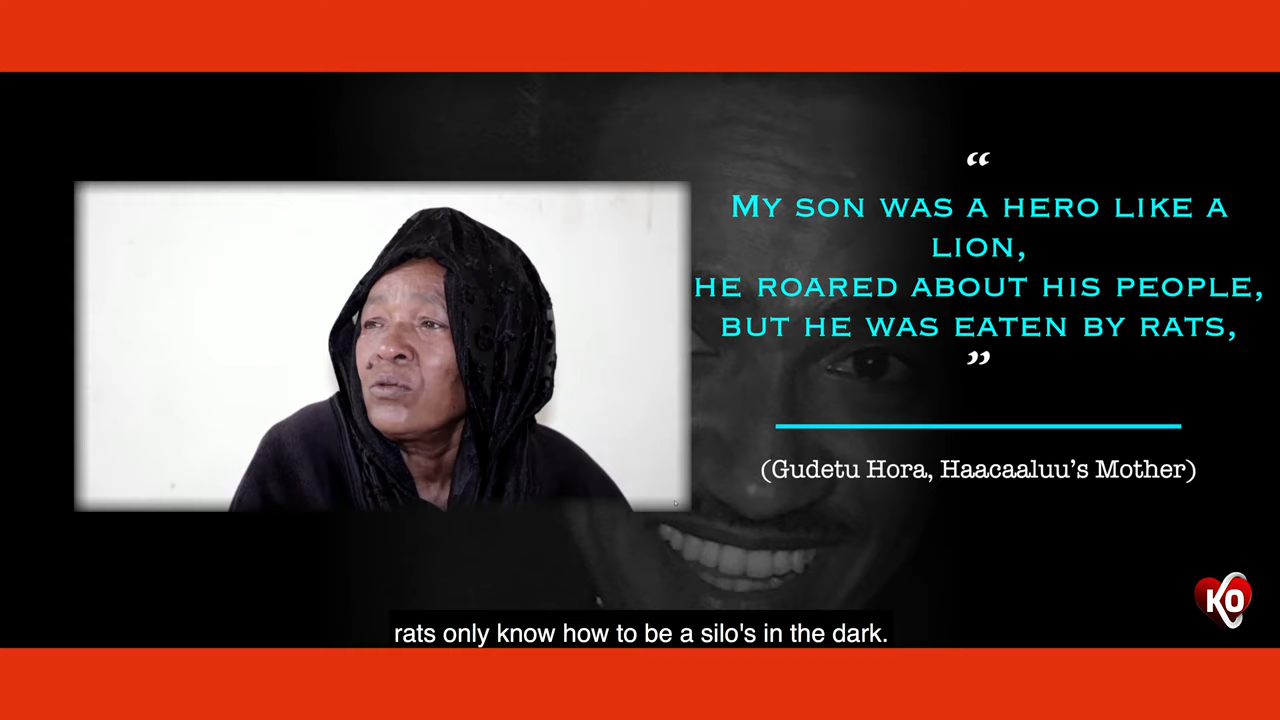 “
MY SON WAS A HERO LIKE A
LION,
HE ROARED ABOUT HIS PEOPLE,
BUT HE WAS EATEN BY RATS,
”
(Gudetu Hora, Haacaaluu’s Mother)
KO
rats only know how to be a silo's in the dark.